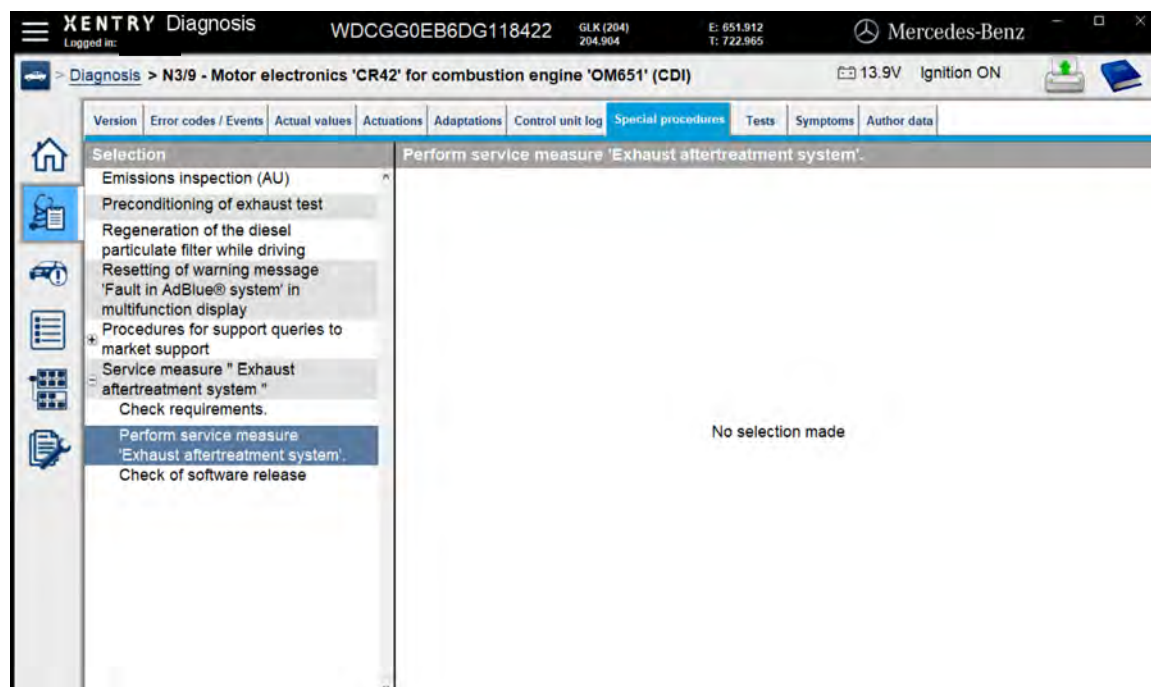 XENTRY Diagnosis
Logged in:
WDCGG0EB6DG118422
GLK (204)
204.904
E: 651.912
T: 722.965
Mercedes-Benz
> Diagnosis > N3/9 - Motor electronics 'CR42' for combustion engine 'OM651' (CDI)
13.9V Ignition ON
Version Error codes / Events Actual values Actuations Adaptations Control unit log Special procedures Tests Symptoms Author data
Selection
Perform service measure 'Exhaust aftertreatment system'.
Emissions inspection (AU)
Preconditioning of exhaust test
Regeneration of the diesel
particulate filter while driving
Resetting of warning message
'Fault in AdBlue® system' in
multifunction display
Procedures for support queries to
market support
Service measure " Exhaust
aftertreatment system "
Check requirements.
Perform service measure
'Exhaust aftertreatment system'.
Check of software release
No selection made